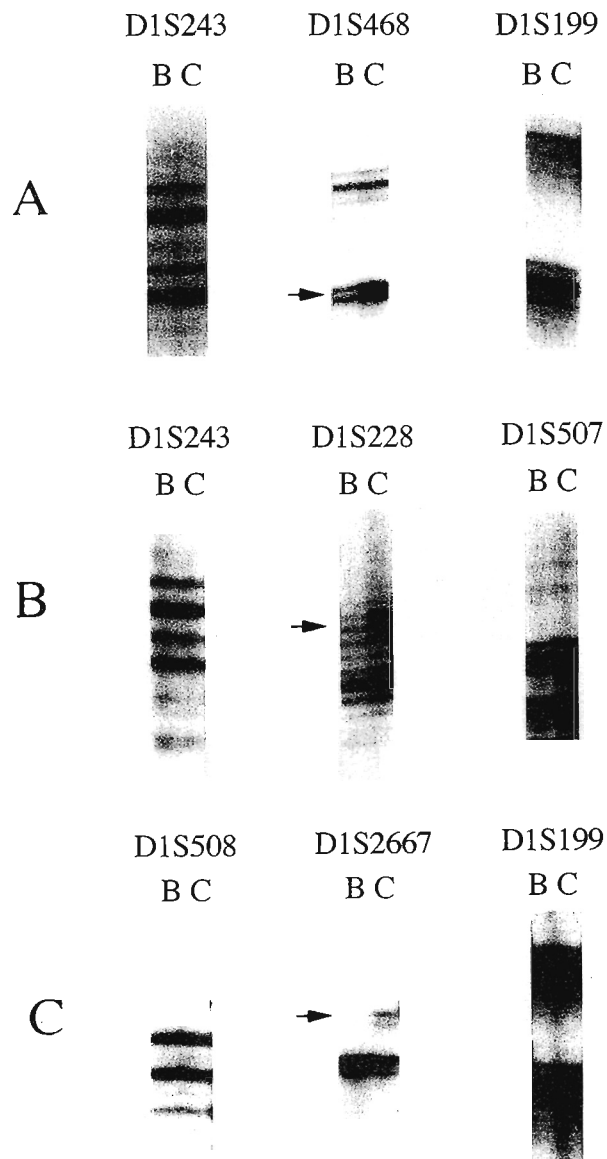 D1S243 D1S468 D1S199
B C B C B C
A
D1S243 D1S228 D1S507
B C B C B C
B
D1S508 D1S2667 D1S199
B C B C B C
C